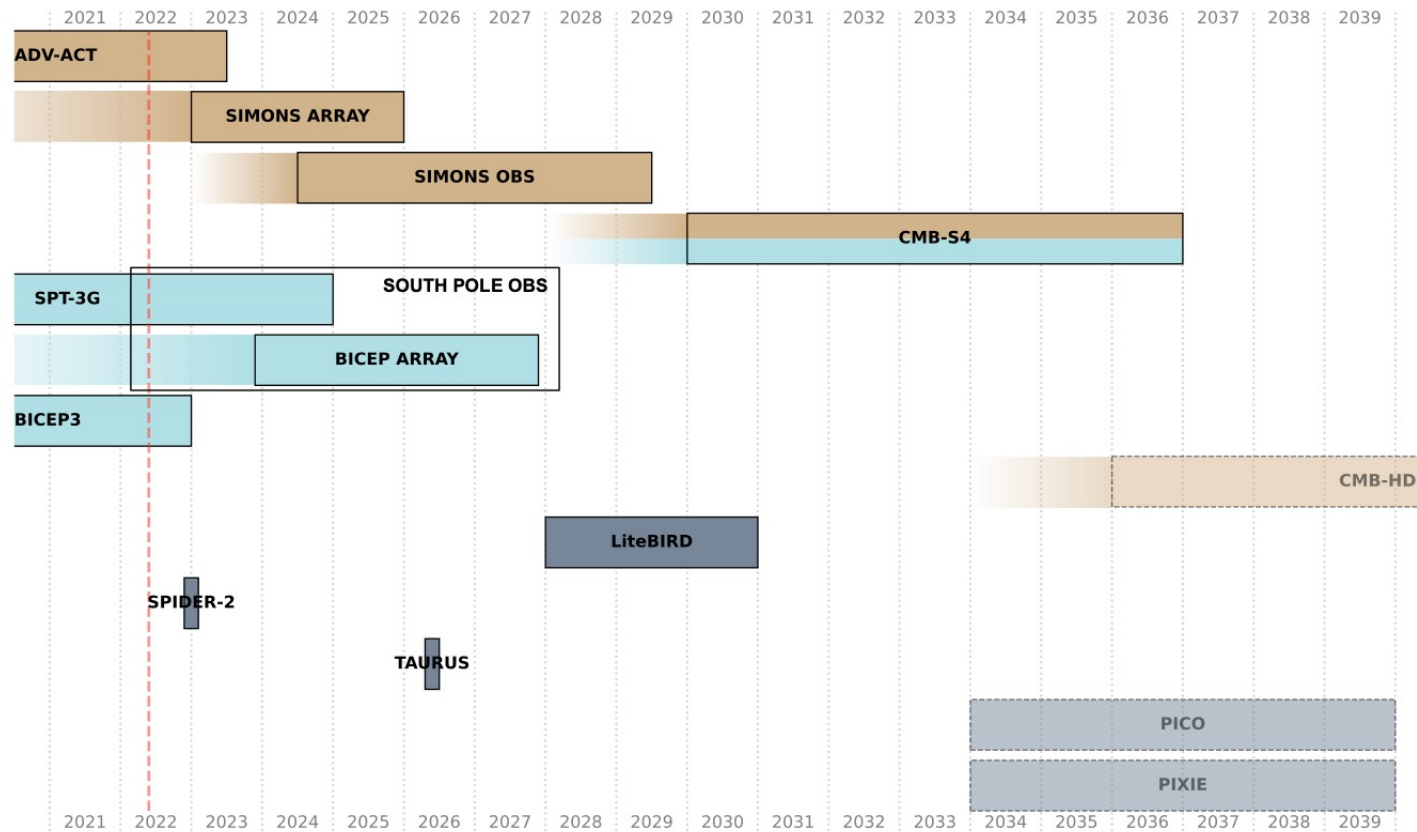 2021 2022 2023 2024 2025 2026 2027 2028 2029 2030 2031 2032 2033 2034 2035 2036 2037 2038 2039
ADV-ACT
SIMONS ARRAY
SIMONS OBS
CMB-S4
SOUTH POLE OBS
SPT-3G
BICEP ARRAY
BICEP3
CMB-HD
LiteBIRD
SPIDER-2
TAURUS
PICO
PIXIE
2021 2022 2023 2024 2025 2026 2027 2028 2029 2030 2031 2032 2033 2034 2035 2036 2037 2038 2039